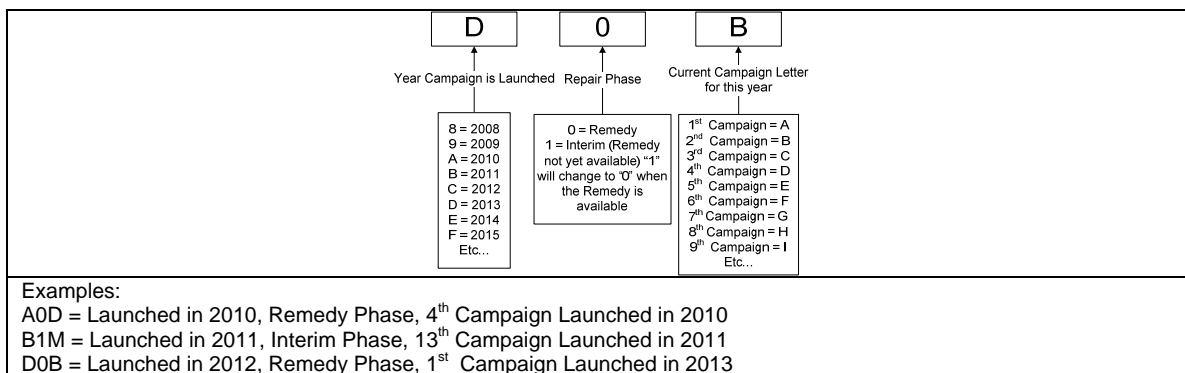 D 0 B
Year Campaign is Launched
Repair Phase
Current Campaign Letter
for this year
8 = 2008
9 = 2009
A = 2010
B = 2011
C = 2012
D = 2013
E = 2014
F = 2015
Etc...
0 = Remedy
1 = Interim (Remedy
not yet available) “1”
will change to “0” when
the Remedy is
available
1st Campaign = A
2nd Campaign = B
3rd Campaign = C
4th Campaign = D
5th Campaign = E
6th Campaign = F
7th Campaign = G
8th Campaign = H
9th Campaign = I
Etc...
Examples:
A0D = Launched in 2010, Remedy Phase, 4th Campaign Launched in 2010
B1M = Launched in 2011, Interim Phase, 13th Campaign Launched in 2011
D0B = Launched in 2012, Remedy Phase, 1st Campaign Launched in 2013